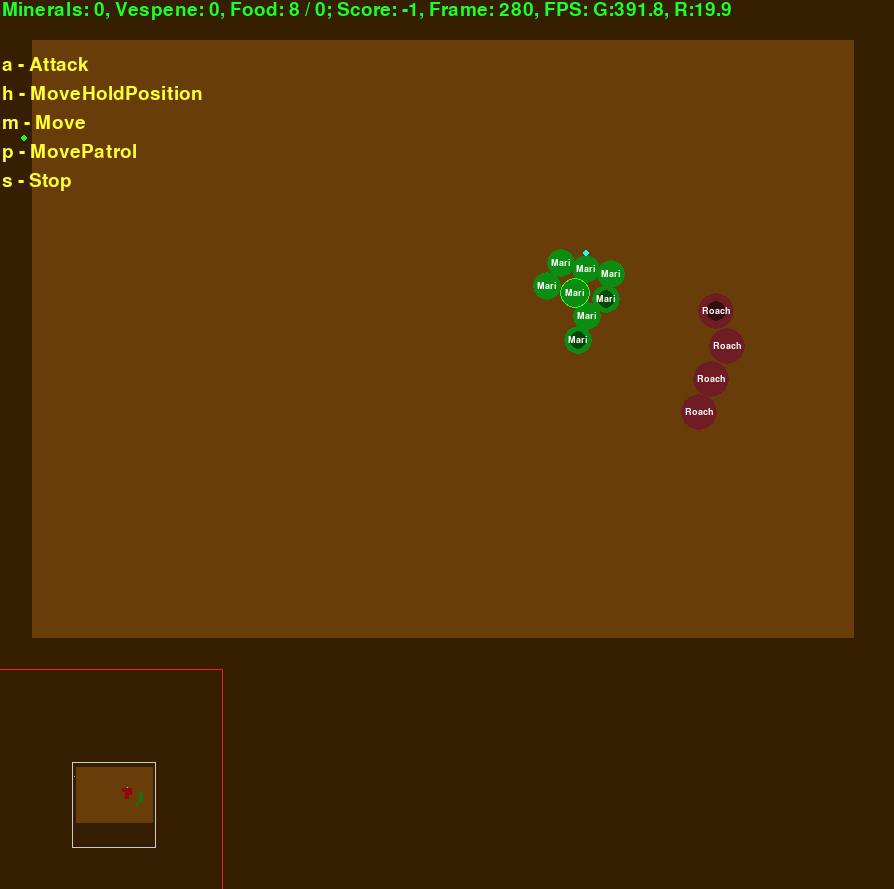 Minerals: 0, Vespene: 0, Food: 8 / 0; Score: -1, Frame: 280, FPS: G:391.8, R:19.9
a - Attack
h - MoveHoldPosition
m - Move
p - MovePatrol
s - Stop
Mari
Mari
Mari
Mari
Mari
Mari
Mari
Mari
Roach
Roach
Roach
Roach